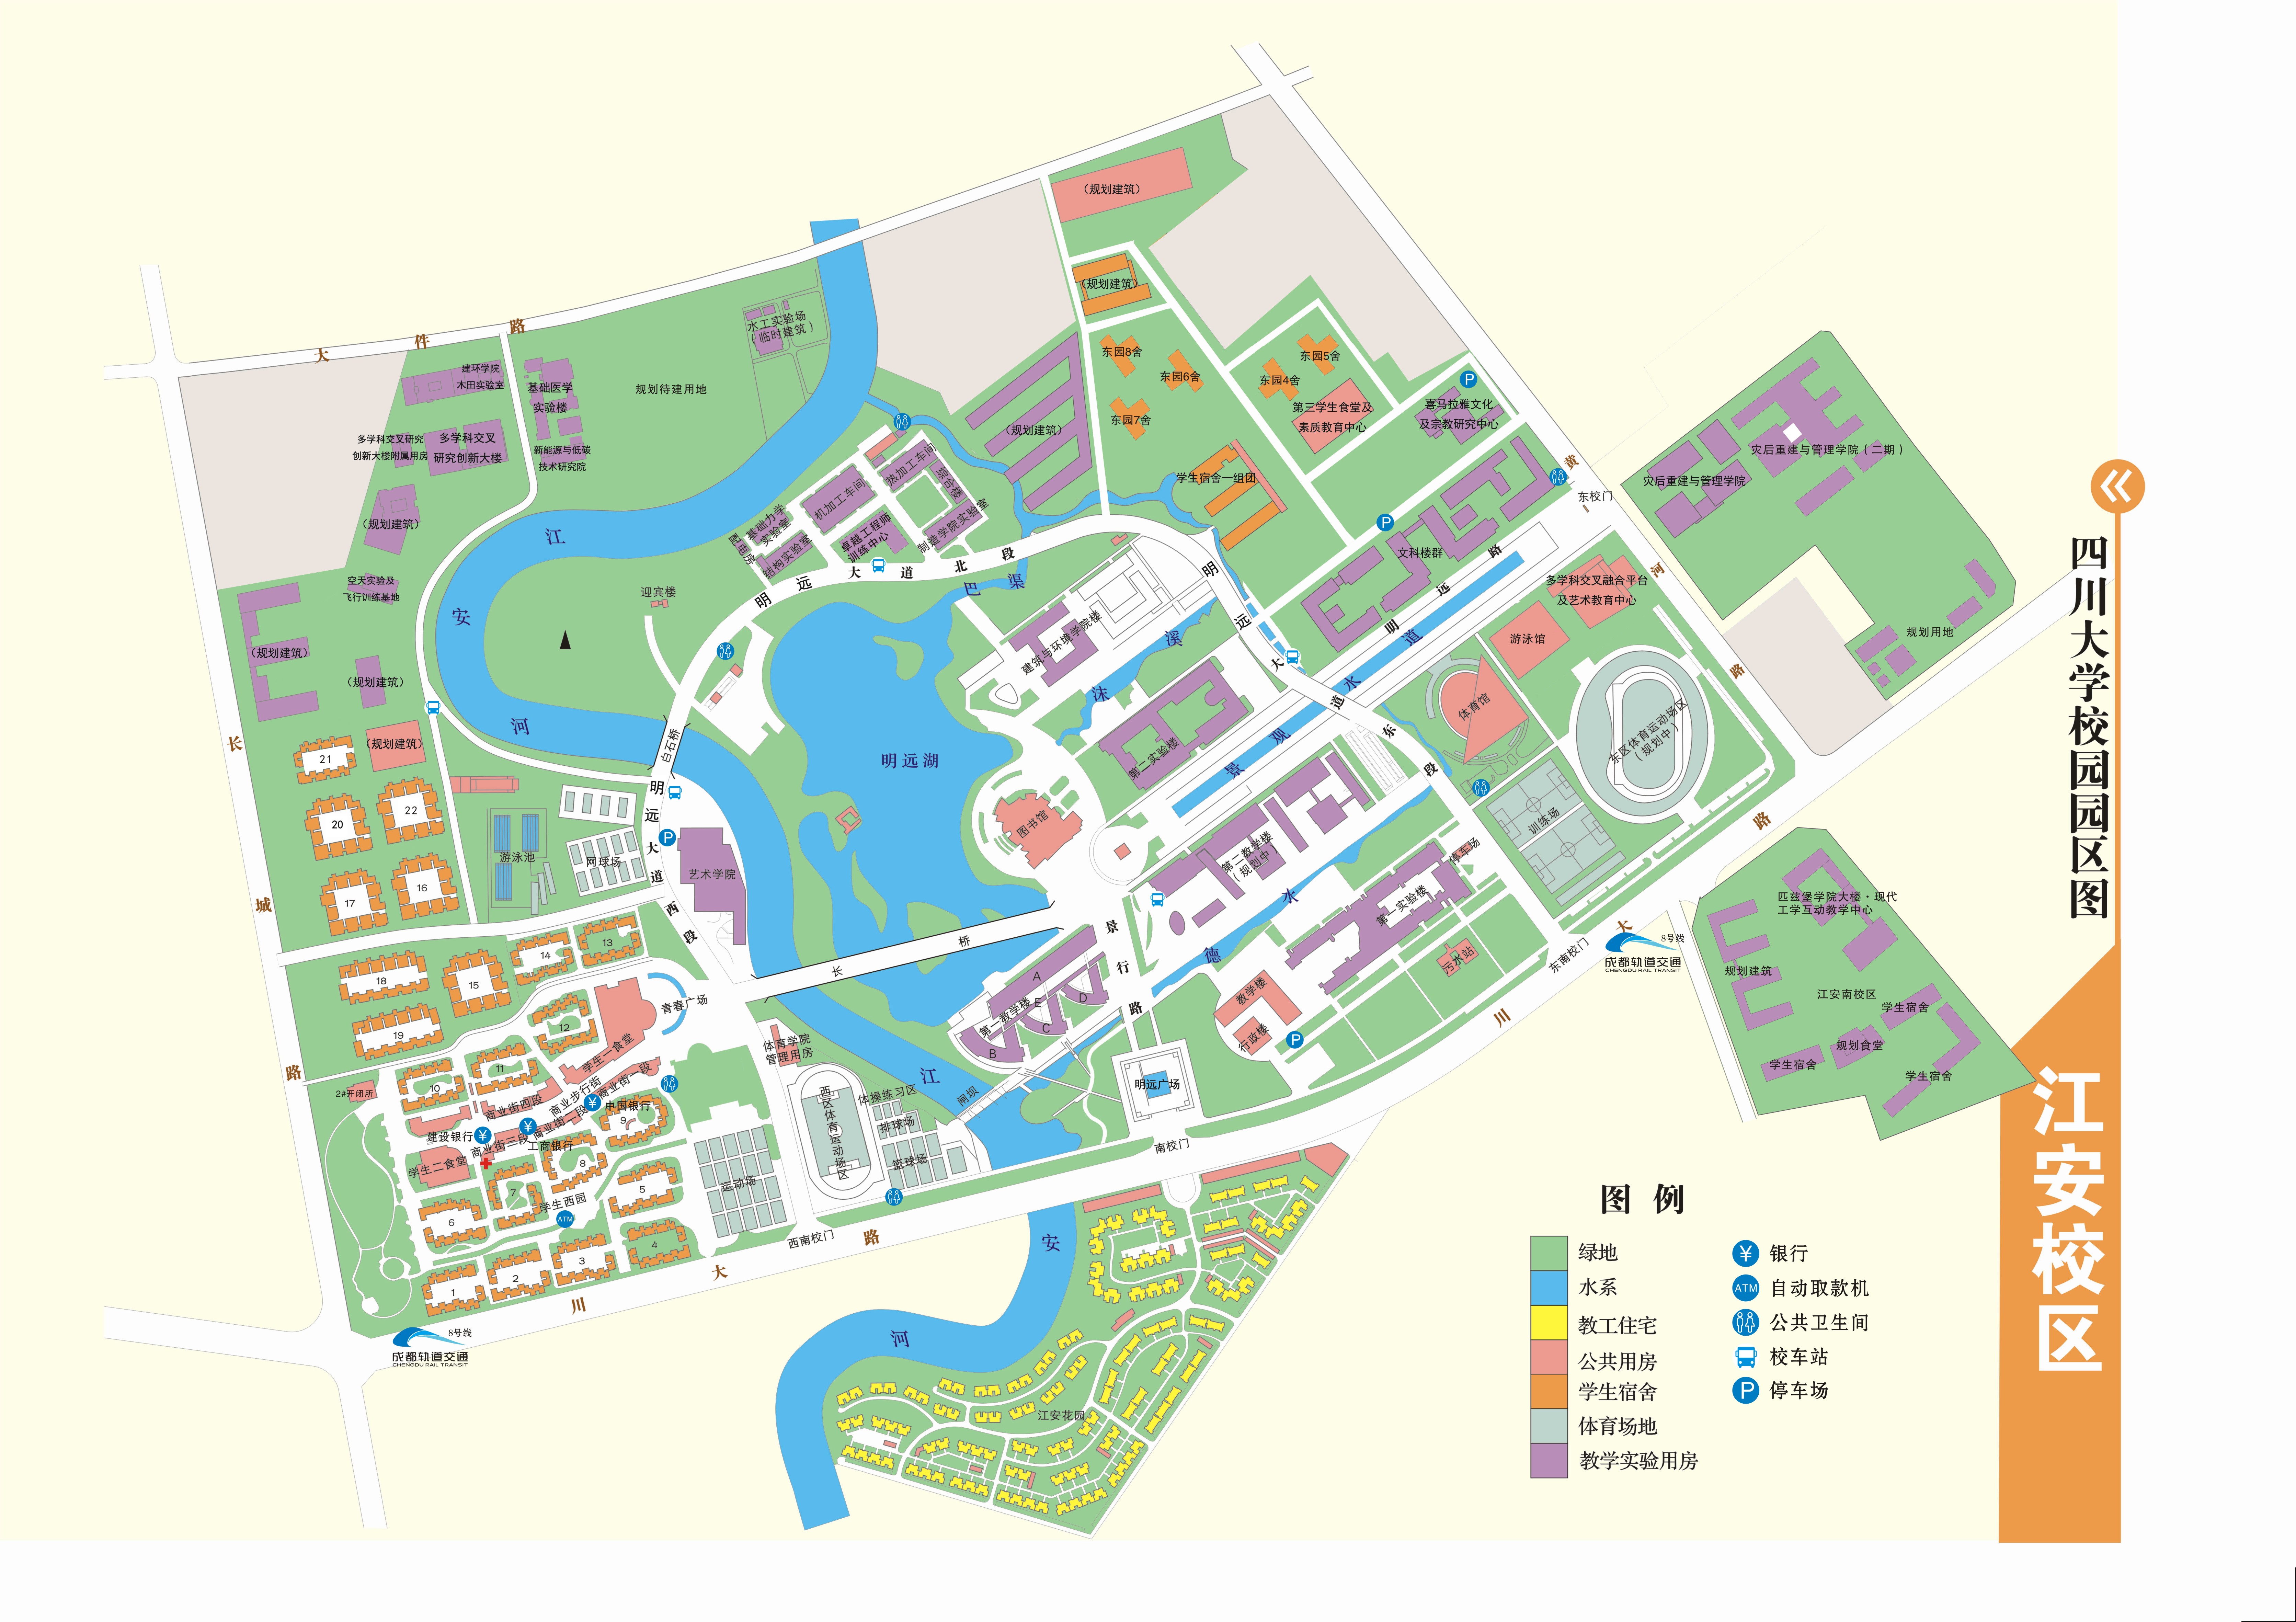 四川大学校园园区图
江安校区
大件路
（规划建筑）
（规划建筑）
水工实验场
（临时建筑）
建环学院
木田实验室
基础医学
实验楼
规划待建用地
多学科交叉研究
创新大楼附属用房
多学科交叉
研究创新大楼
新能源与低碳
技术研究院
（规划建筑）
空天实验及
飞行训练基地
（规划建筑）
（规划建筑）
（规划建筑）
东园8舍
东园6舍
东园7舍
东园5舍
东园4舍
第三学生食堂及
素质教育中心
喜马拉雅文化
及宗教研究中心
P
（规划建筑）
学生宿舍一组团
热加工车间
综合楼
机加工车间
基础力学
实验室
配电房
结构实验室
卓越工程师
训练中心
制造学院实验室
明远大道北段
巴渠
江安河
迎宾楼
白石桥
明远湖
建筑与环境学院楼
溪
沫
明远大道东段
第二实验楼
文科楼群
P
明远路
东校门
黄河路
景观水道
灾后重建与管理学院
灾后重建与管理学院（二期）
规划用地
多学科交叉融合平台
及艺术教育中心
游泳馆
体育馆
东区体育运动场区
（规划中）
训练场
停车场
图书馆
第二教学楼
（规划中）
第一实验楼
污水站
德水
教学楼
行政楼
P
景行路
明远广场
南校门
东南校门
8号线
成都轨道交通
CHENGDU RAIL TRANSIT
匹兹堡学院大楼·现代
工学互动教学中心
规划建筑
江安南校区
学生宿舍
规划食堂
学生宿舍
学生宿舍
长城路
21
（规划建筑）
20
22
17
16
游泳池
网球场
P
艺术学院
明远大道西段
长桥
第一教学楼
A
B
C
D
E
18
15
14
13
19
12
青春广场
学生一食堂
10
11
2#开闭所
商业街四段
商业步行街
商业街一段
商业街二段
商业街三段
中国银行
建设银行
工商银行
学生二食堂
9
8
7
6
5
4
3
2
1
学生西园
ATM
运动场
体育学院
管理用房
西区体育运动场区
体操练习区
排球场
篮球场
闸坝
江
西南校门
川大路
川大路
8号线
成都轨道交通
CHENGDU RAIL TRANSIT
安河
江安花园
图例
绿地
水系
教工住宅
公共用房
学生宿舍
体育场地
教学实验用房
¥ 银行
ATM 自动取款机
公共卫生间
校车站
P 停车场